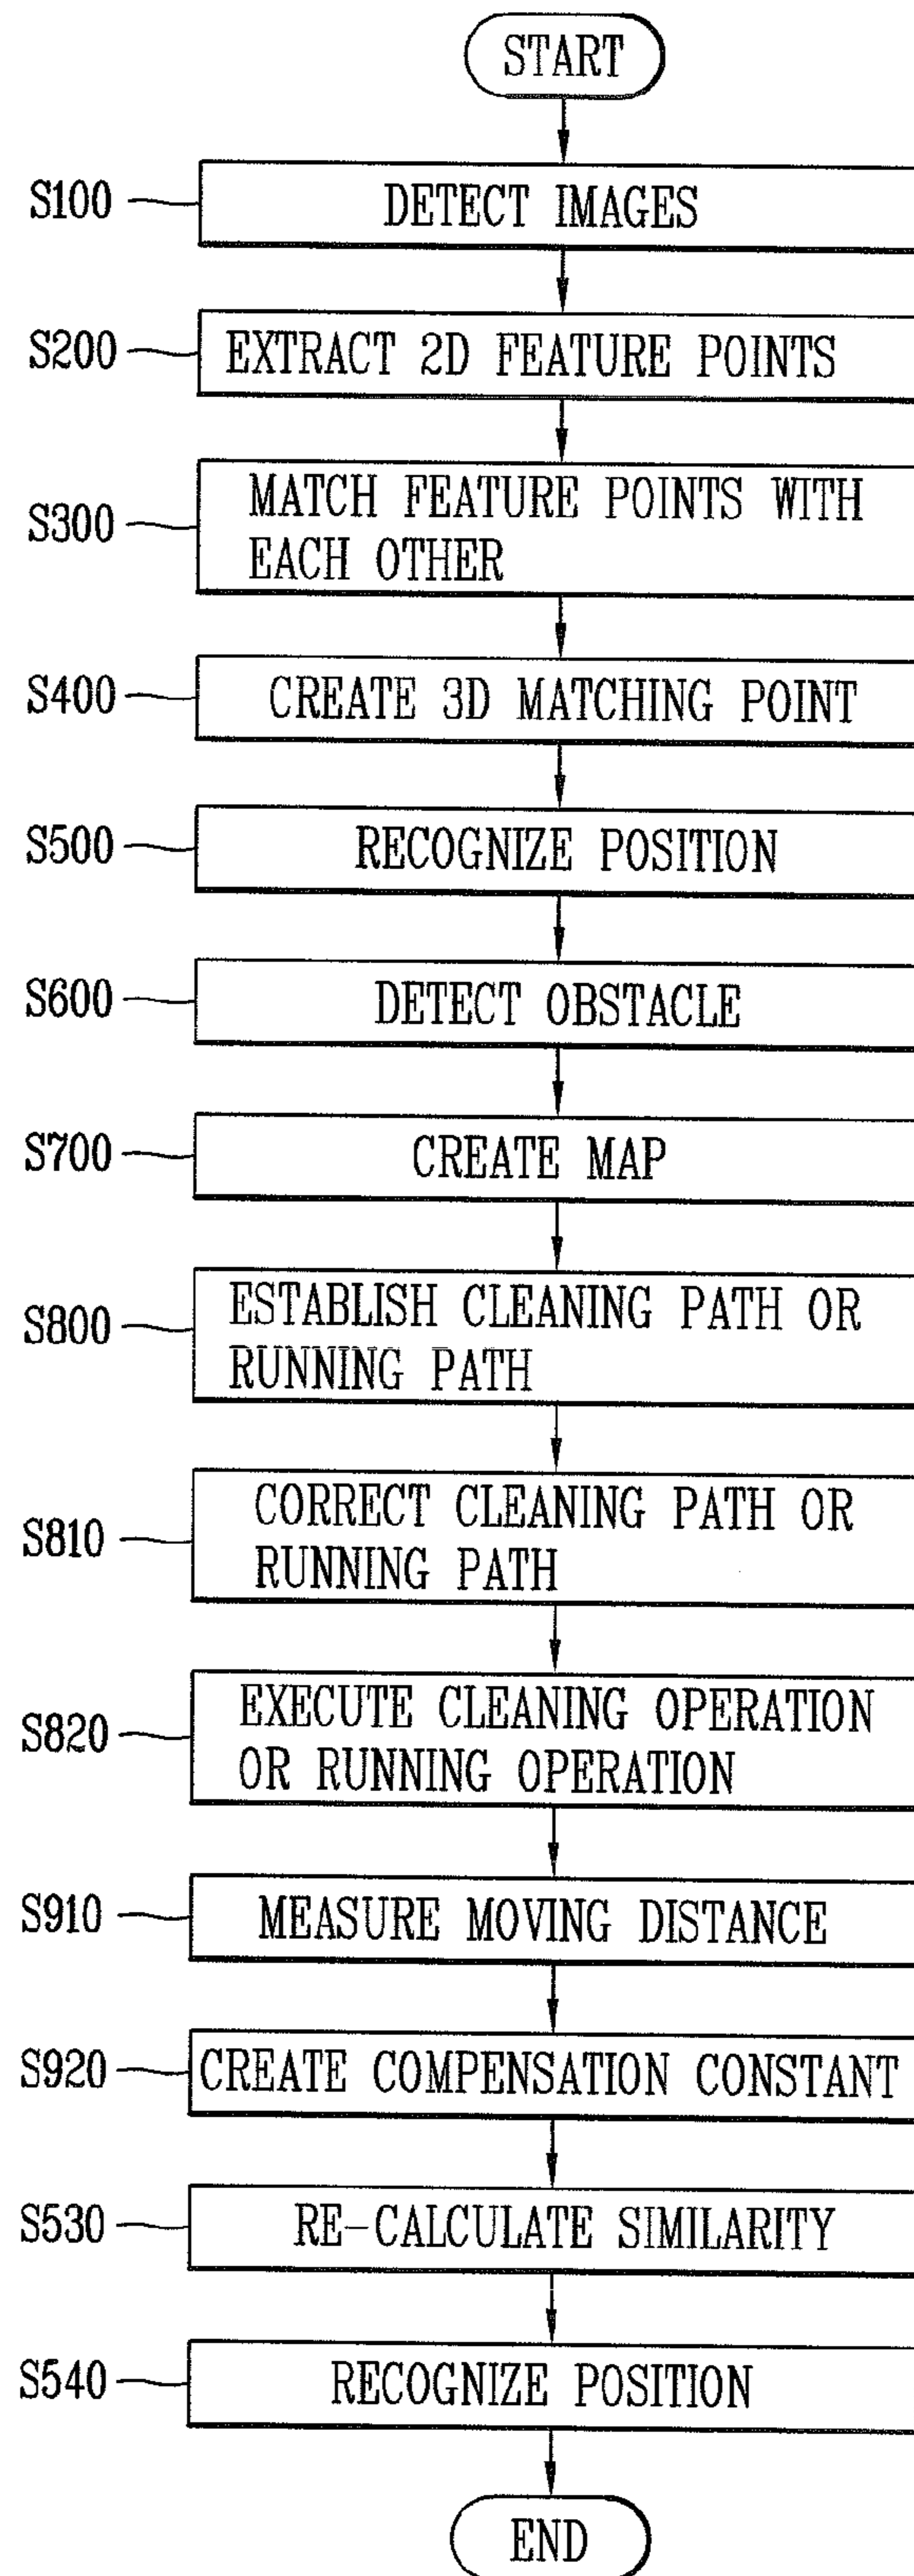 START
S100
DETECT IMAGES
S200
EXTRACT 2D FEATURE POINTS
S300
MATCH FEATURE POINTS WITH
EACH OTHER
S400
CREATE 3D MATCHING POINT
S500
RECOGNIZE POSITION
S600
DETECT OBSTACLE
S700
CREATE MAP
S800
ESTABLISH CLEANING PATH OR
RUNNING PATH
S810
CORRECT CLEANING PATH OR
RUNNING PATH
S820
EXECUTE CLEANING OPERATION
OR RUNNING OPERATION
S910
MEASURE MOVING DISTANCE
S920
CREATE COMPENSATION CONSTANT
S530
RE-CALCULATE SIMILARITY
S540
RECOGNIZE POSITION
END